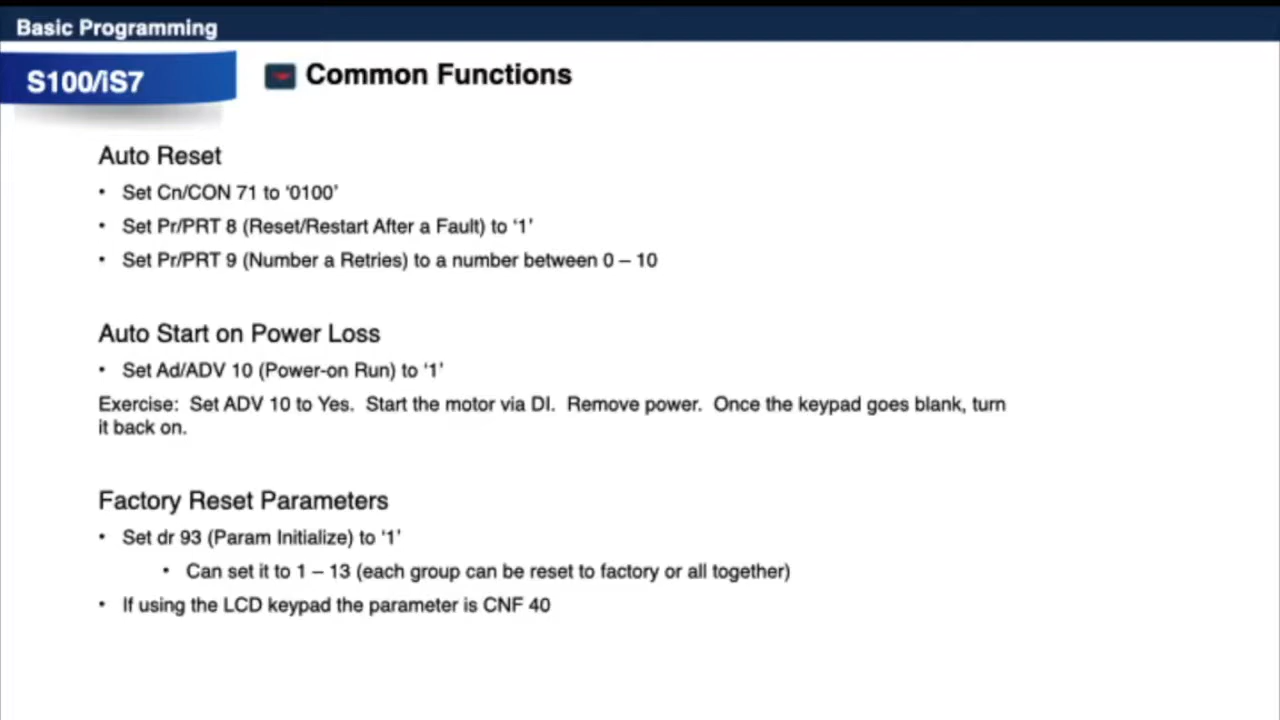 Basic Programming
S100/iS7
Common Functions
Auto Reset
• Set Cn/CON 71 to ‘0100’
• Set Pr/PRT 8 (Reset/Restart After a Fault) to ‘1’
• Set Pr/PRT 9 (Number a Retries) to a number between 0 – 10
Auto Start on Power Loss
• Set Ad/ADV 10 (Power-on Run) to ‘1’
Exercise:  Set ADV 10 to Yes.  Start the motor via DI.  Remove power.  Once the keypad goes blank, turn
it back on.
Factory Reset Parameters
• Set dr 93 (Param Initialize) to ‘1’
• Can set it to 1 – 13 (each group can be reset to factory or all together)
• If using the LCD keypad the parameter is CNF 40